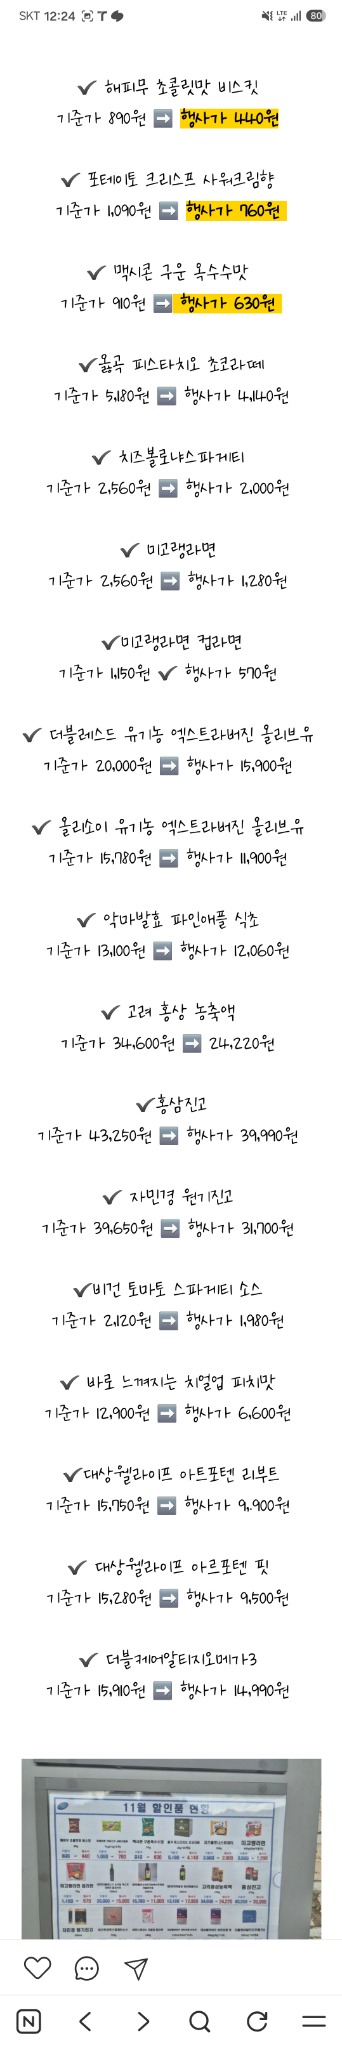 SKT 12:24
LTE
80
✔ 해피무 초콜릿맛 비스킷
기준가 890원 ➡ 행사가 440원
✔ 포테이토 크리스프 사워크림향
기준가 1,090원 ➡ 행사가 760원
✔ 맥시콘 구운 옥수수맛
기준가 910원 ➡ 행사가 630원
✔옳곡 피스타치오 초코라떼
기준가 5,180원 ➡ 행사가 4,140원
✔ 치즈볼로냐스파게티
기준가 2,560원 ➡ 행사가 2,000원
✔ 미고랭라면
기준가 2,560원 ➡ 행사가 1,280원
✔미고랭라면 컵라면
기준가 1,150원 ✔ 행사가 570원
✔ 더블레스드 유기농 엑스트라버진 올리브유
기준가 20,000원 ➡ 행사가 15,900원
✔ 올리소이 유기농 엑스트라버진 올리브유
기준가 15,780원 ➡ 행사가 11,900원
✔ 악마발효 파인애플 식초
기준가 13,100원 ➡ 행사가 12,060원
✔ 고려 홍삼 농축액
기준가 34,600원 ➡ 24,220원
✔홍삼진고
기준가 43,250원 ➡ 행사가 39,990원
✔ 자민경 원기진고
기준가 39,650원 ➡ 행사가 31,700원
✔비건 토마토 스파게티 소스
기준가 2,120원 ➡ 행사가 1,980원
✔ 바로 느껴지는 치얼업 피치맛
기준가 12,900원 ➡ 행사가 6,600원
✔대상웰라이프 아트포텐 리부트
기준가 15,750원 ➡ 행사가 9,900원
✔ 대상웰라이프 아르포텐 핏
기준가 15,280원 ➡ 행사가 9,500원
✔ 더블케어알티지오메가3
기준가 15,910원 ➡ 행사가 14,990원
11월 할인품 현황